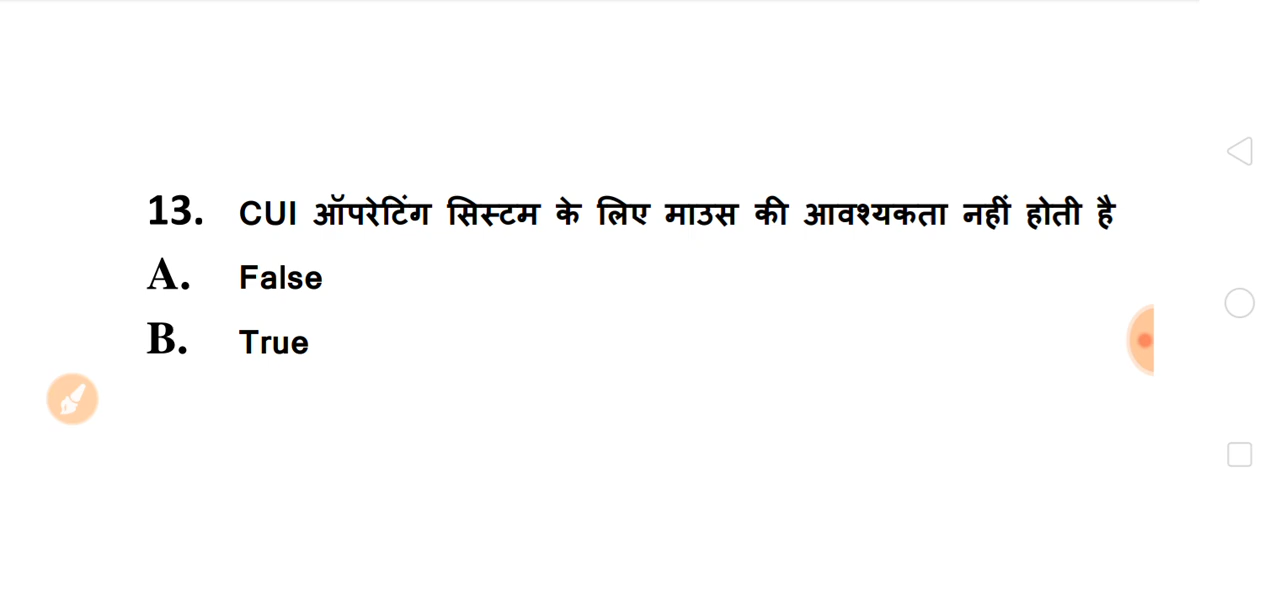 13. CUI ऑपरेटिंग सिस्टम के लिए माउस की आवश्यकता नहीं होती है
A. False
B. True